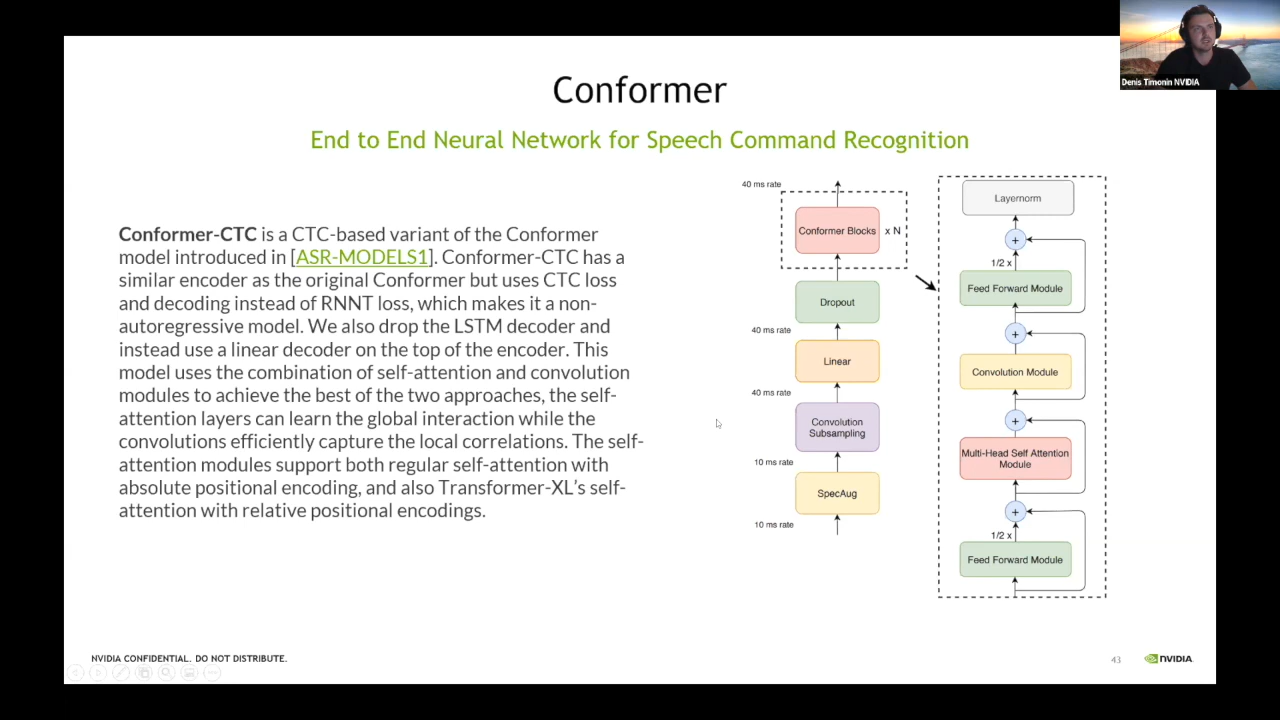 Denis Timonin NVIDIA
Conformer
End to End Neural Network for Speech Command Recognition
Conformer-CTC is a CTC-based variant of the Conformer
model introduced in [ASR-MODELS1]. Conformer-CTC has a
similar encoder as the original Conformer but uses CTC loss
and decoding instead of RNNT loss, which makes it a non-
autoregressive model. We also drop the LSTM decoder and
instead use a linear decoder on the top of the encoder. This
model uses the combination of self-attention and convolution
modules to achieve the best of the two approaches, the self-
attention layers can learn the global interaction while the
convolutions efficiently capture the local correlations. The self-
attention modules support both regular self-attention with
absolute positional encoding, and also Transformer-XL's self-
attention with relative positional encodings.
40 ms rate
Conformer Blocks
x N
Dropout
40 ms rate
Linear
40 ms rate
Convolution
Subsampling
10 ms rate
SpecAug
10 ms rate
Layernorm
+
1/2 x
Feed Forward Module
+
Convolution Module
+
Multi-Head Self Attention
Module
+
1/2 x
Feed Forward Module
NVIDIA CONFIDENTIAL. DO NOT DISTRIBUTE.
43
NVIDIA